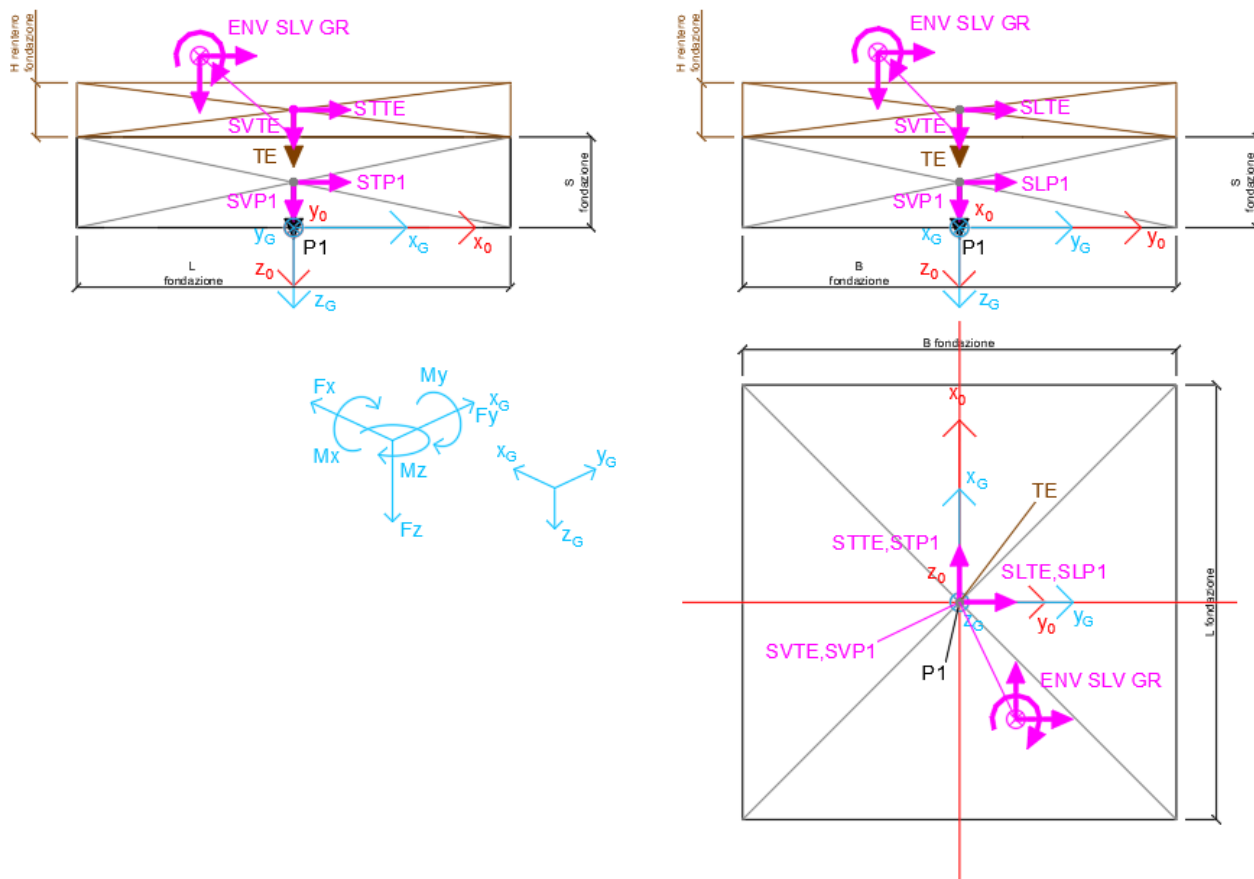 ENV SLV GR
H reinterro
fondazione
STTE
SVTE
TE
STP1
SVP1
S
fondazione
y0
yG
P1
xG
x0
z0
L
fondazione
zG
ENV SLV GR
H reinterro
fondazione
SLTE
SVTE
TE
SLP1
SVP1
S
fondazione
x0
xG
P1
yG
y0
z0
B
fondazione
zG
Fx
My
xG
Fy
Mx
Mz
Fz
xG
yG
zG
B fondazione
x0
xG
TE
STTE,STP1
z0
SLTE,SLP1
zG
y0
yG
SVTE,SVP1
P1
ENV SLV GR
L fondazione